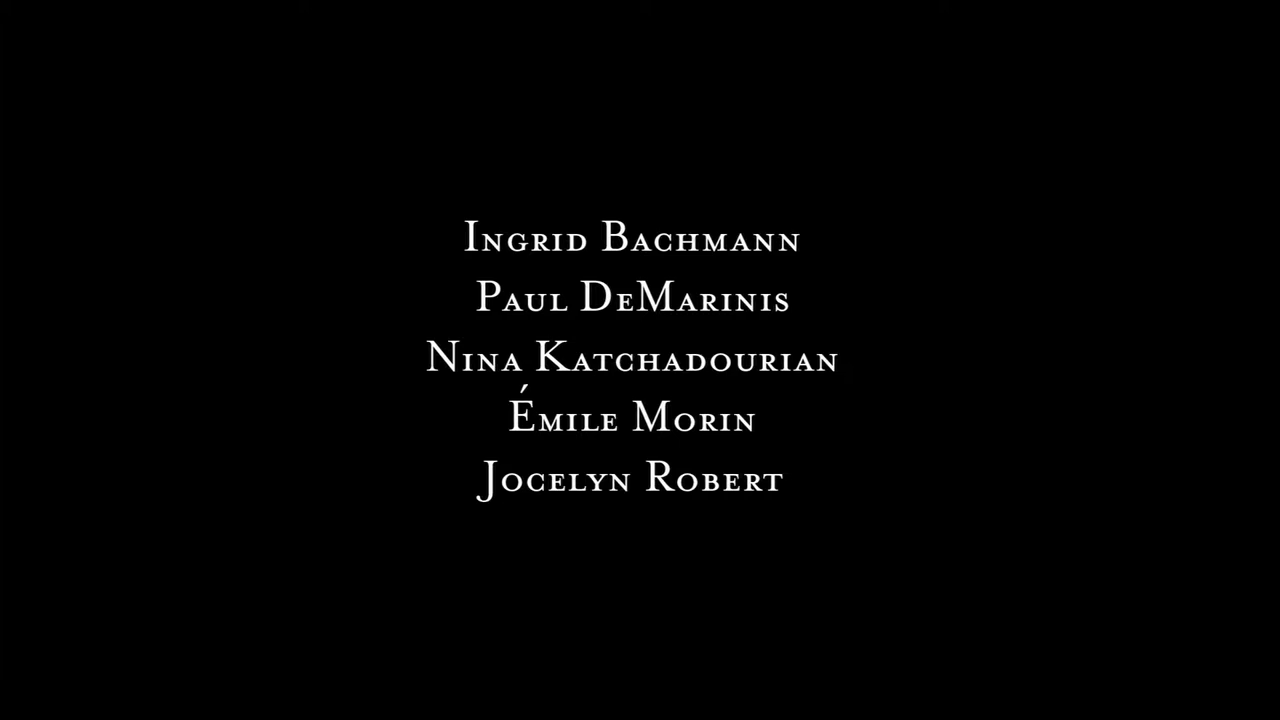 Ingrid Bachmann
Paul DeMarinis
Nina Katchadourian
Émile Morin
Jocelyn Robert